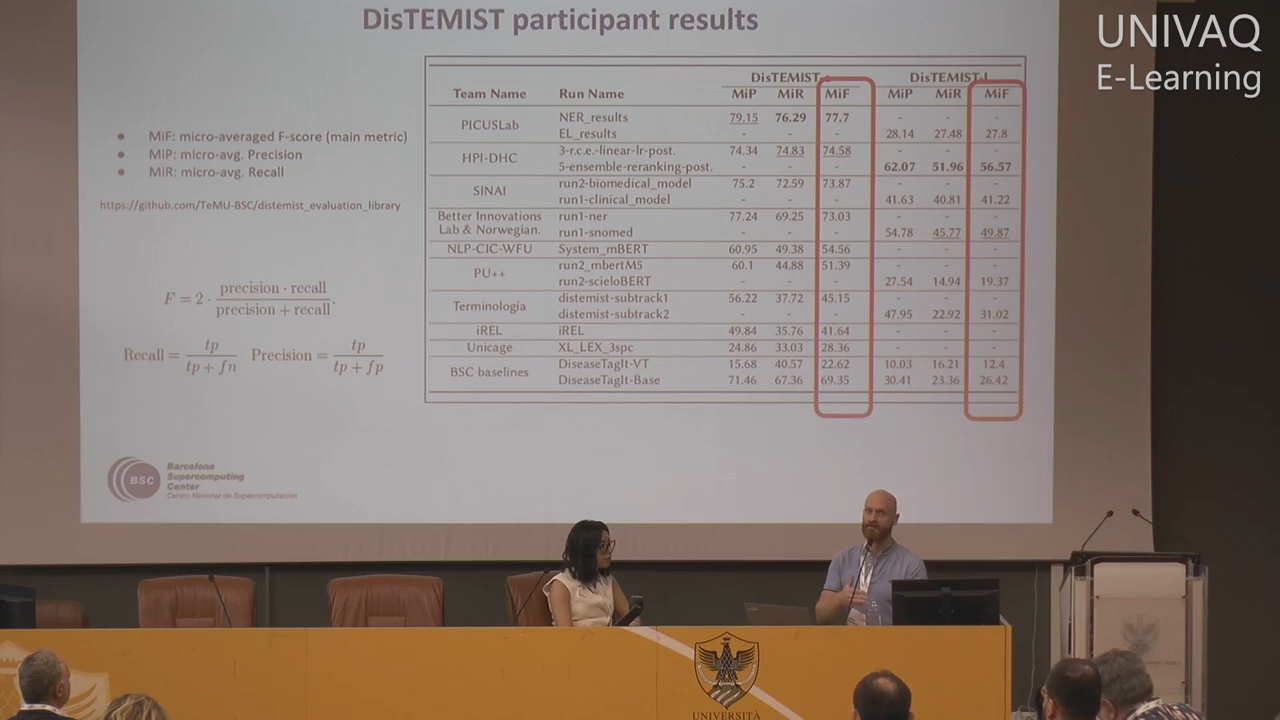 UNIVAQ
E-Learning
DisTEMIST participant results
MiF: micro-averaged F-score (main metric)
MiP: micro-avg. Precision
MiR: micro-avg. Recall
https://github.com/TeMU-BSC/distemist_evaluation_library
F = 2 · precision · recall / precision + recall .
Recall = tp / tp + fn Precision = tp / tp + fp
Team Name Run Name MiP MiR MiF MiP MiR MiF
PICUSLab NER_results 79.15 76.29 77.7 - - -
EL_results - - - 28.14 27.48 27.8
HPI-DHC 3-r.c.e.-linear-lr-post. 74.34 74.83 74.58 - - -
5-ensemble-reranking-post. - - - 62.07 51.96 56.57
SINAI run2-biomedical_model 75.2 72.59 73.87 - - -
run1-clinical_model - - - 41.63 40.81 41.22
Better Innovations run1-ner 77.24 69.25 73.03 - - -
Lab & Norwegian. run1-snomed - - - 54.78 45.77 49.87
NLP-CIC-WFU System_mBERT 60.95 49.38 54.56 - - -
PU++ run2_mbertM5 60.1 44.88 51.39 - - -
run2-scieloBERT - - - 27.54 14.94 19.37
Terminología distemist-subtrack1 56.22 37.72 45.15 - - -
distemist-subtrack2 - - - 47.95 22.92 31.02
iREL iREL 49.84 35.76 41.64 - - -
Unicage XL_LEX_3spc 24.86 33.03 28.36 - - -
BSC baselines DiseaseTagIt-VT 15.68 40.57 22.62 10.03 16.21 12.4
DiseaseTagIt-Base 71.46 67.36 69.35 30.41 23.36 26.42
BSC
Barcelona
Supercomputing
Center
Centro Nacional de Supercomputación
UNIVERSITÀ